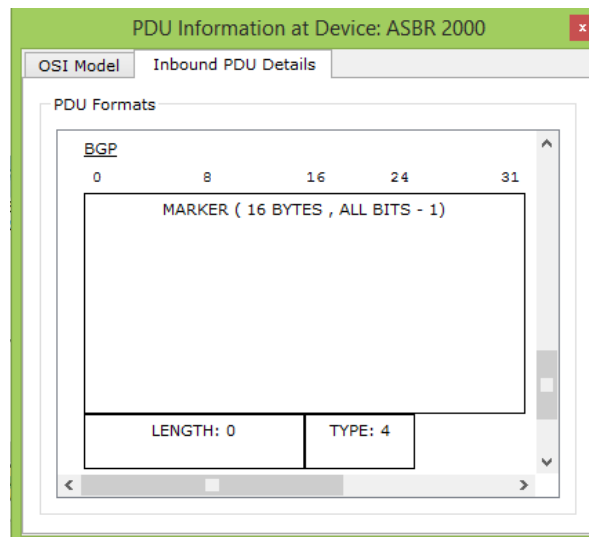 PDU Information at Device: ASBR 2000 x
OSI Model Inbound PDU Details
PDU Formats
BGP
0 8 16 24 31
MARKER ( 16 BYTES , ALL BITS - 1)
LENGTH: 0 TYPE: 4